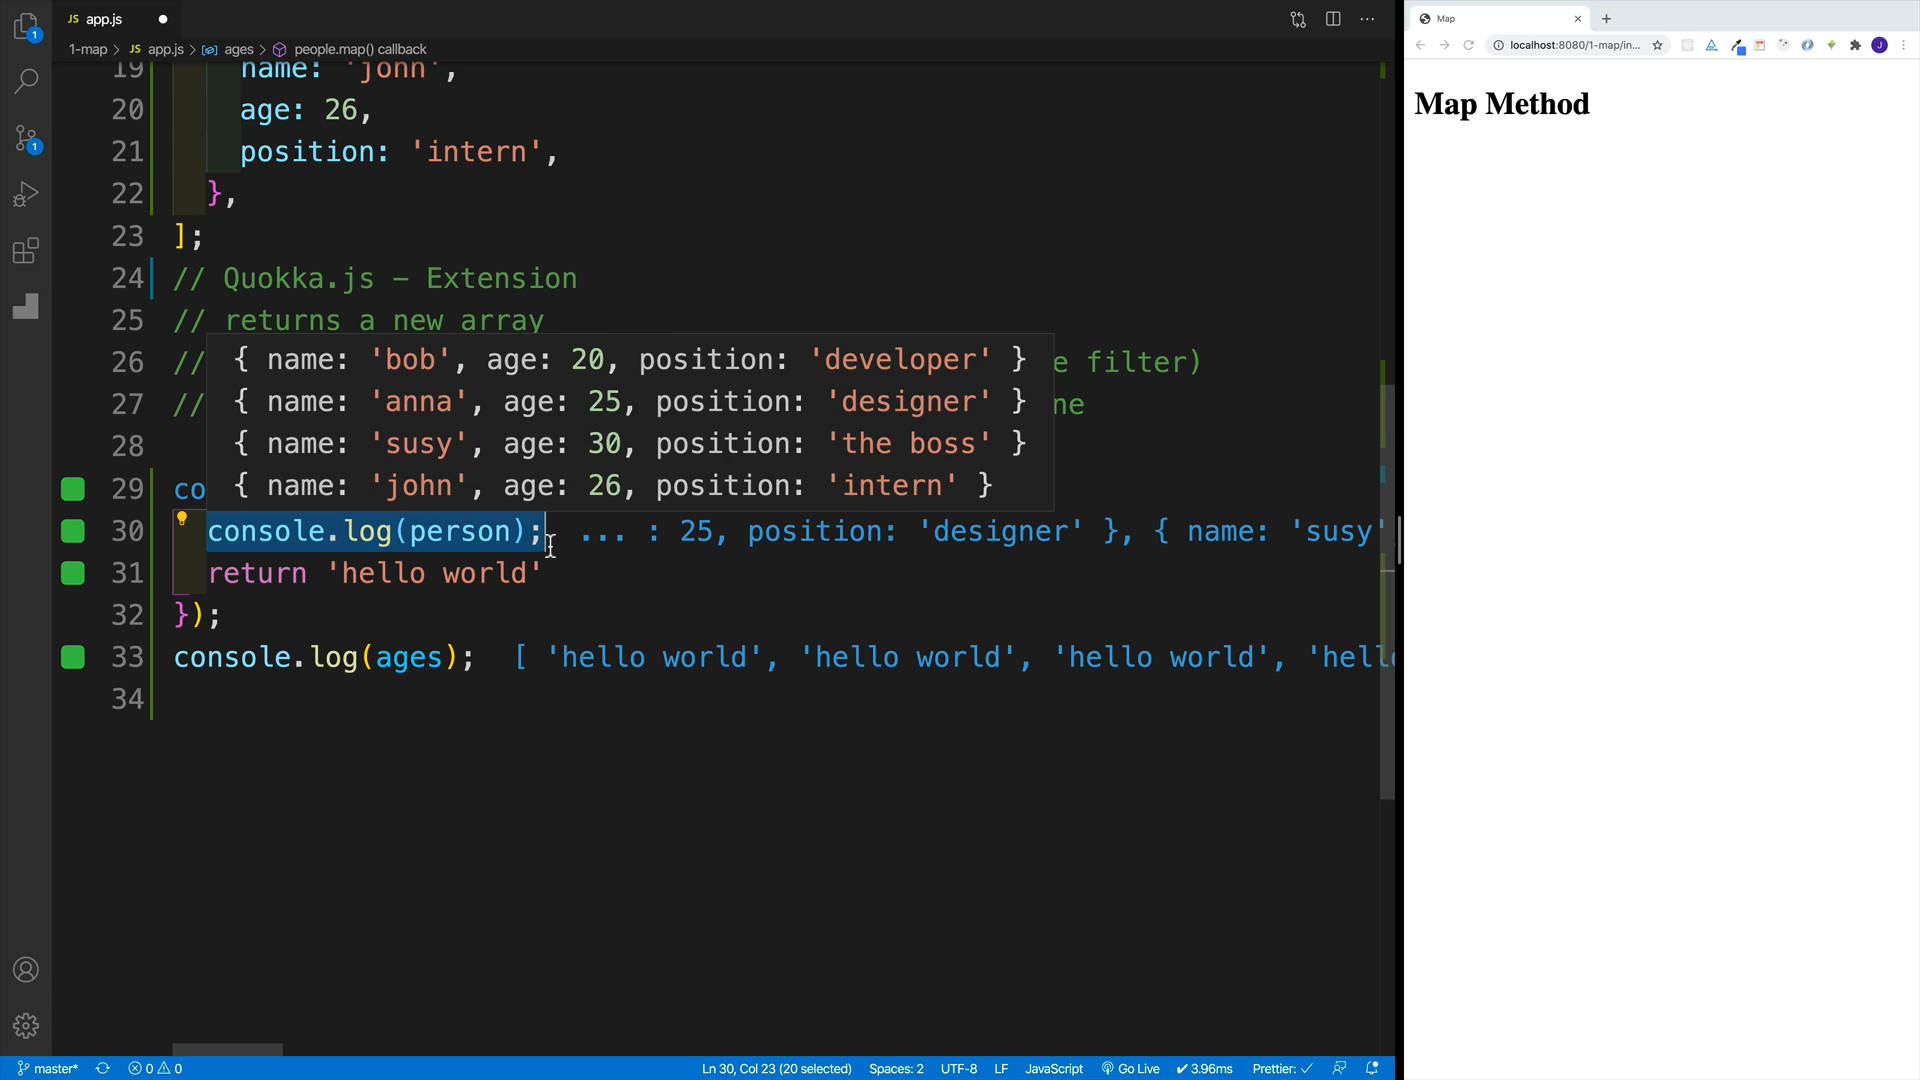 JS app.js
1-map > JS app.js > ages > people.map() callback
19 name: 'john',
20 age: 26,
21 position: 'intern',
22 },
23 ];
24 // Quokka.js - Extension
25 // returns a new array
26 // e filter)
27 // ne
28
{ name: 'bob', age: 20, position: 'developer' }
{ name: 'anna', age: 25, position: 'designer' }
{ name: 'susy', age: 30, position: 'the boss' }
{ name: 'john', age: 26, position: 'intern' }
29 co
30 console.log(person); ... : 25, position: 'designer' }, { name: 'susy'
31 return 'hello world'
32 });
33 console.log(ages); [ 'hello world', 'hello world', 'hello world', 'hello
34
1
1
master* 0 0 Ln 30, Col 23 (20 selected) Spaces: 2 UTF-8 LF JavaScript Go Live ✔ 3.96ms Prettier: ✓
Map
localhost:8080/1-map/in...
J
Map Method